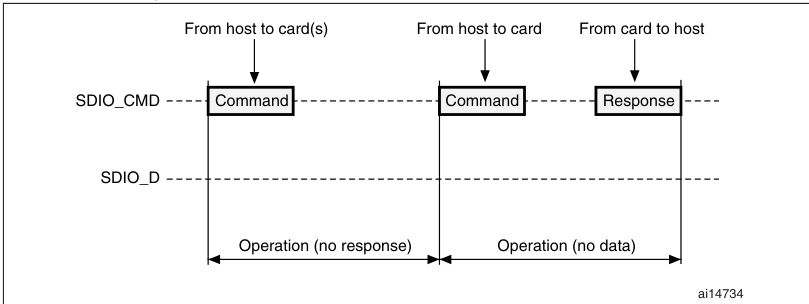 From host to card(s) From host to card From card to host
SDIO_CMD Command Command Response
SDIO_D
Operation (no response) Operation (no data)
ai14734